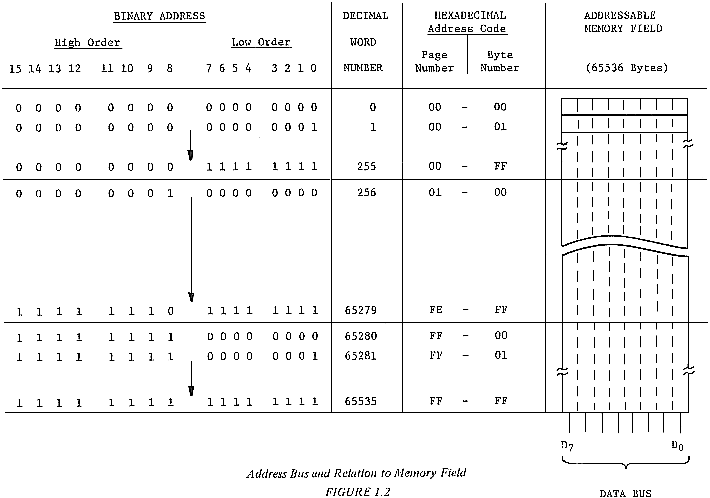 BINARY ADDRESS DECIMAL HEXADECIMAL ADDRESSABLE
Address Code MEMORY FIELD
High Order Low Order WORD
Page Byte
15 14 13 12 11 10 9 8 7 6 5 4 3 2 1 0 NUMBER Number Number (65536 Bytes)
0 0 0 0 0 0 0 0 0 0 0 0 0 0 0 0 0 00 - 00
0 0 0 0 0 0 0 0 0 0 0 0 0 0 0 1 1 00 - 01
0 0 0 0 0 0 0 0 1 1 1 1 1 1 1 1 255 00 - FF
0 0 0 0 0 0 0 1 0 0 0 0 0 0 0 0 256 01 - 00
1 1 1 1 1 1 1 0 1 1 1 1 1 1 1 1 65279 FE - FF
1 1 1 1 1 1 1 1 0 0 0 0 0 0 0 0 65280 FF - 00
1 1 1 1 1 1 1 1 0 0 0 0 0 0 0 1 65281 FF - 01
1 1 1 1 1 1 1 1 1 1 1 1 1 1 1 1 65535 FF - FF
D7 D0
Address Bus and Relation to Memory Field
FIGURE 1.2
DATA BUS